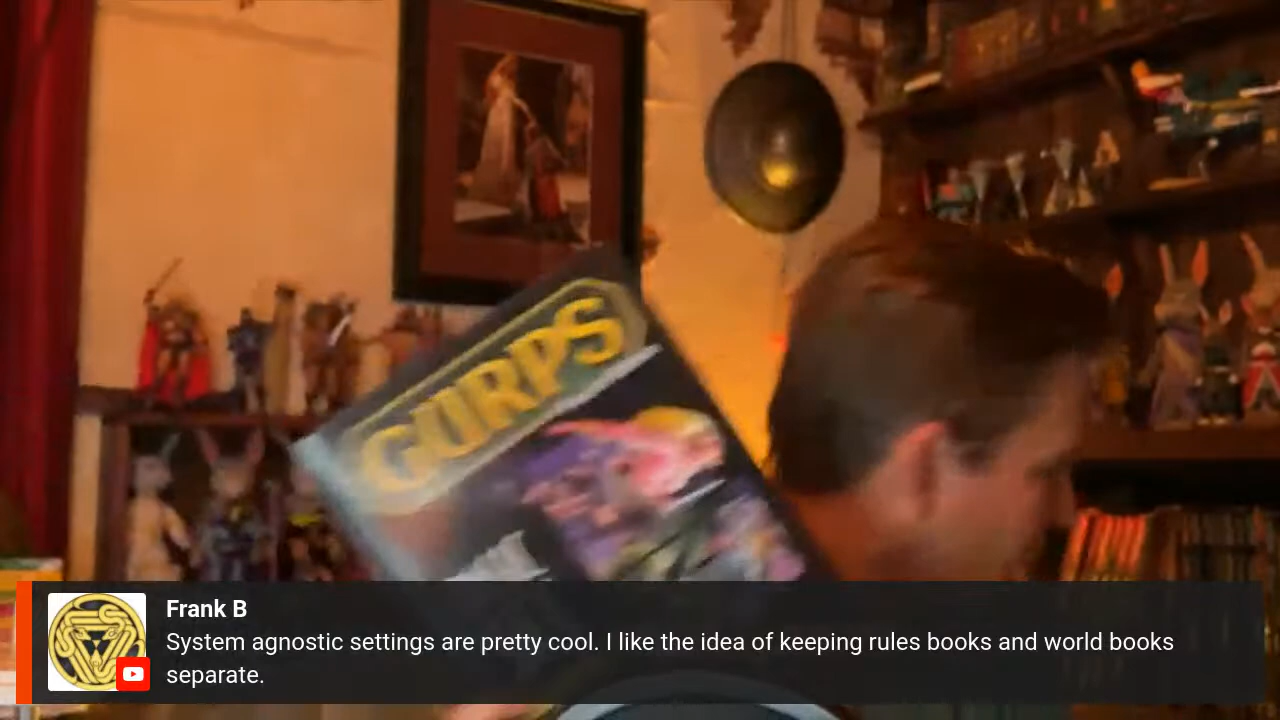 GURPS
Frank B
System agnostic settings are pretty cool. I like the idea of keeping rules books and world books
separate.